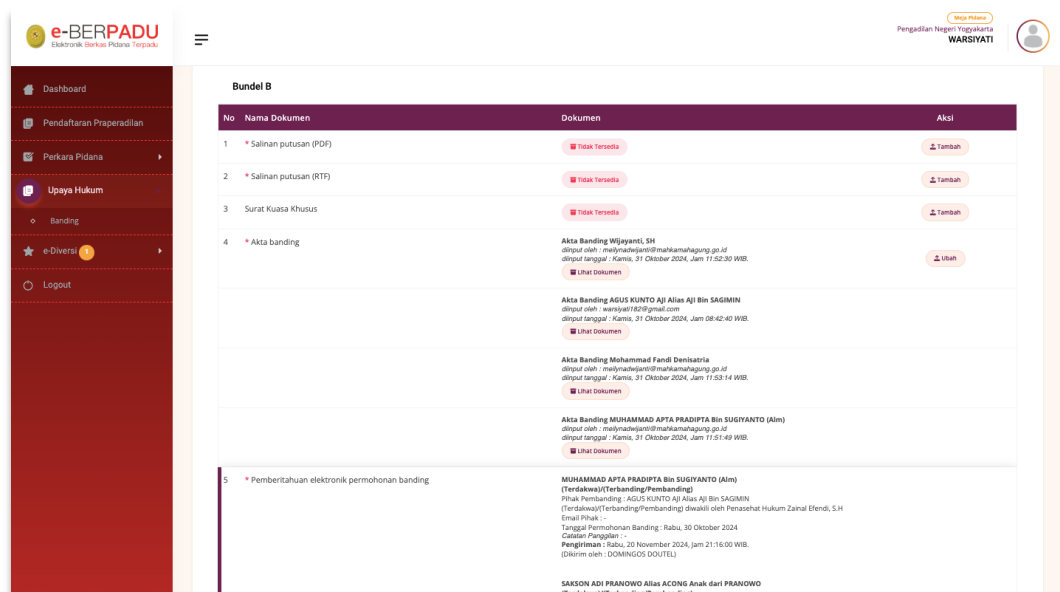 e-BERPADU
Elektronik Berkas Pidana Terpadu
Meja Pidana
Pengadilan Negeri Yogyakarta
WARSIYATI
Dashboard
Pendaftaran Praperadilan
Perkara Pidana
Upaya Hukum
Banding
e-Diversi 1
Logout
Bundel B
No Nama Dokumen Dokumen Aksi
1 * Salinan putusan (PDF) Tidak Tersedia Tambah
2 * Salinan putusan (RTF) Tidak Tersedia Tambah
3 Surat Kuasa Khusus Tidak Tersedia Tambah
4 * Akta banding Akta Banding Wijayanti, SH
diinput oleh : meilynadwijanti@mahkamahagung.go.id
diinput tanggal : Kamis, 31 Oktober 2024, Jam 11:52:30 WIB.
Ubah
Lihat Dokumen
Akta Banding AGUS KUNTO AJI Alias AJI Bin SAGIMIN
diinput oleh : warsiyati182@gmail.com
diinput tanggal : Kamis, 31 Oktober 2024, Jam 08:42:40 WIB.
Lihat Dokumen
Akta Banding Mohammad Fandi Denisatria
diinput oleh : meilynadwijanti@mahkamahagung.go.id
diinput tanggal : Kamis, 31 Oktober 2024, Jam 11:53:14 WIB.
Lihat Dokumen
Akta Banding MUHAMMAD APTA PRADIPTA Bin SUGIYANTO (Alm)
diinput oleh : meilynadwijanti@mahkamahagung.go.id
diinput tanggal : Kamis, 31 Oktober 2024, Jam 11:51:49 WIB.
Lihat Dokumen
5 * Pemberitahuan elektronik permohonan banding MUHAMMAD APTA PRADIPTA Bin SUGIYANTO (Alm)
(Terdakwa)/(Terbanding/Pembanding)
Pihak Pembanding : AGUS KUNTO AJI Alias AJI Bin SAGIMIN
(Terdakwa)/(Terbanding/Pembanding) diwakili oleh Penasehat Hukum Zainal Efendi, S.H
Email Pihak : -
Tanggal Permohonan Banding : Rabu, 30 Oktober 2024
Catatan Panggilan : -
Pengiriman : Rabu, 20 November 2024, Jam 21:16:00 WIB.
(Dikirim oleh : DOMINGOS DOUTEL)
SAKSON ADI PRANOWO Alias ACONG Anak dari PRANOWO